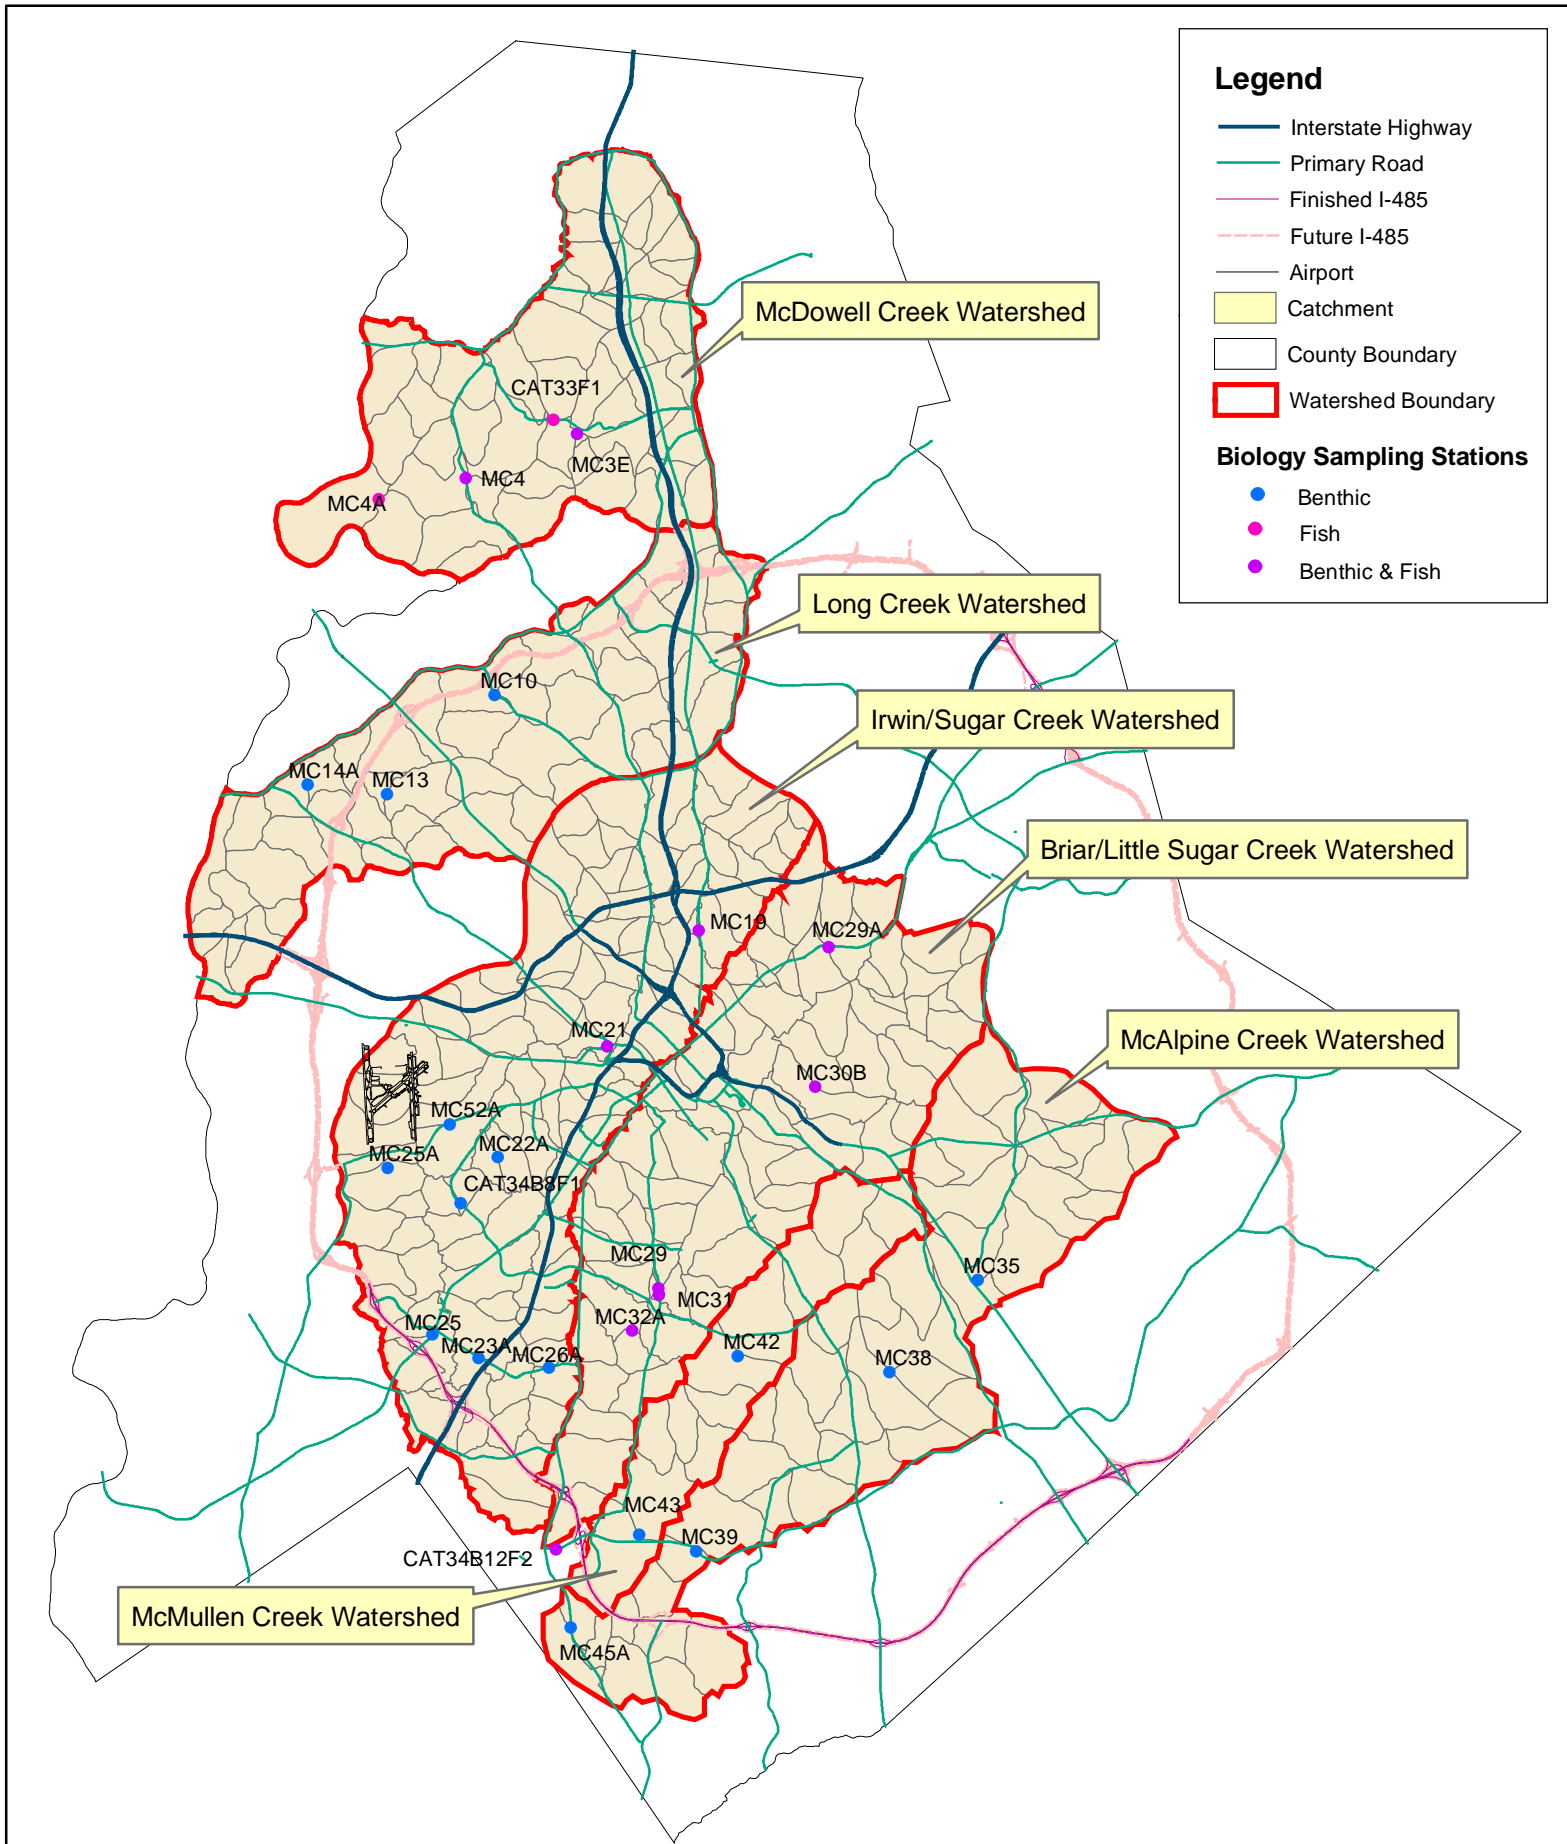 Legend
Interstate Highway
Primary Road
Finished I-485
Future I-485
Airport
Catchment
County Boundary
Watershed Boundary
Biology Sampling Stations
Benthic
Fish
Benthic & Fish
McDowell Creek Watershed
CAT33F1
MC3E
MC4
MC4A
Long Creek Watershed
MC10
Irwin/Sugar Creek Watershed
MC14A
MC13
Briar/Little Sugar Creek Watershed
MC19
MC29A
McAlpine Creek Watershed
MC21
MC30B
MC52A
MC22A
MC25A
CAT34B8F1
MC29
MC35
MC31
MC32A
MC25
MC23A
MC26A
MC42
MC38
MC43
MC39
CAT34B12F2
McMullen Creek Watershed
MC45A